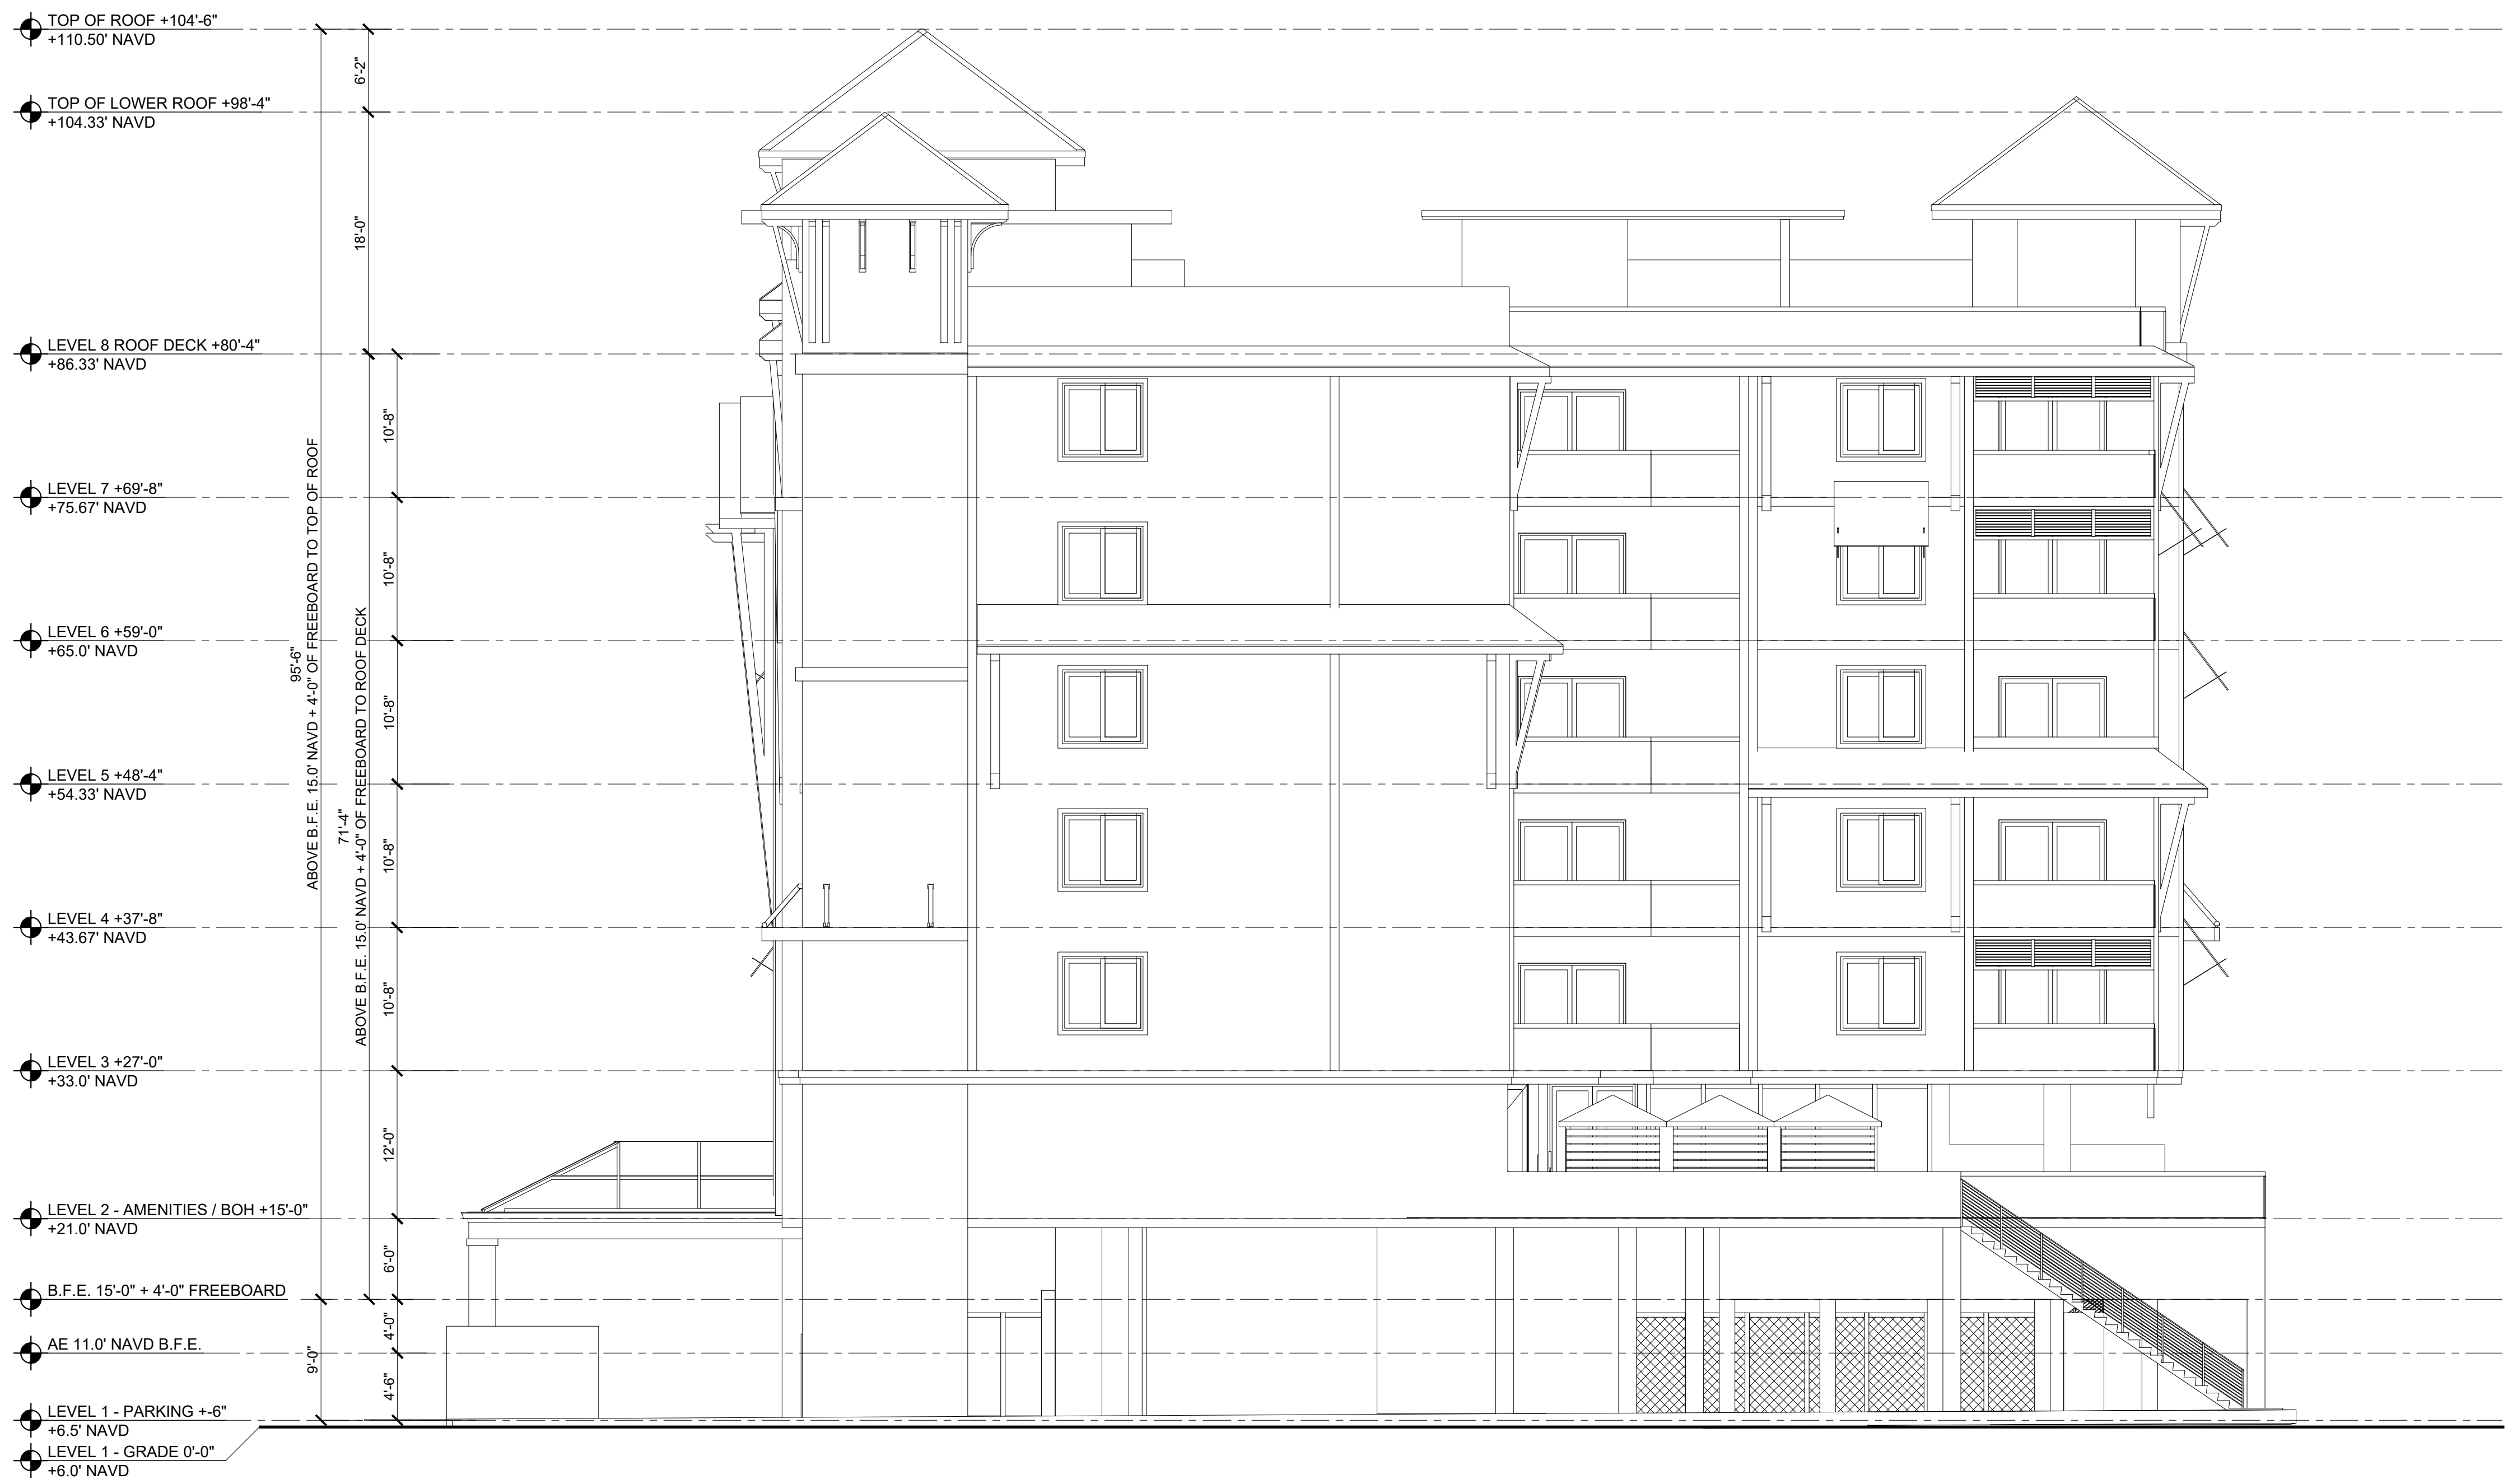 TOP OF ROOF +104'-6"
+110.50' NAVD
6'-2"
TOP OF LOWER ROOF +98'-4"
+104.33' NAVD
18'-0"
LEVEL 8 ROOF DECK +80'-4"
+86.33' NAVD
10'-8"
LEVEL 7 +69'-8"
+75.67' NAVD
10'-8"
LEVEL 6 +59'-0"
+65.0' NAVD
95'-6"
ABOVE B.F.E. 15.0' NAVD + 4'-0" OF FREEBOARD TO TOP OF ROOF
10'-8"
LEVEL 5 +48'-4"
+54.33' NAVD
71'-4"
ABOVE B.F.E. 15.0' NAVD + 4'-0" OF FREEBOARD TO ROOF DECK
10'-8"
LEVEL 4 +37'-8"
+43.67' NAVD
10'-8"
LEVEL 3 +27'-0"
+33.0' NAVD
12'-0"
LEVEL 2 - AMENITIES / BOH +15'-0"
+21.0' NAVD
6'-0"
B.F.E. 15'-0" + 4'-0" FREEBOARD
4'-0"
AE 11.0' NAVD B.F.E.
9'-0"
4'-6"
LEVEL 1 - PARKING +-6"
+6.5' NAVD
LEVEL 1 - GRADE 0'-0"
+6.0' NAVD